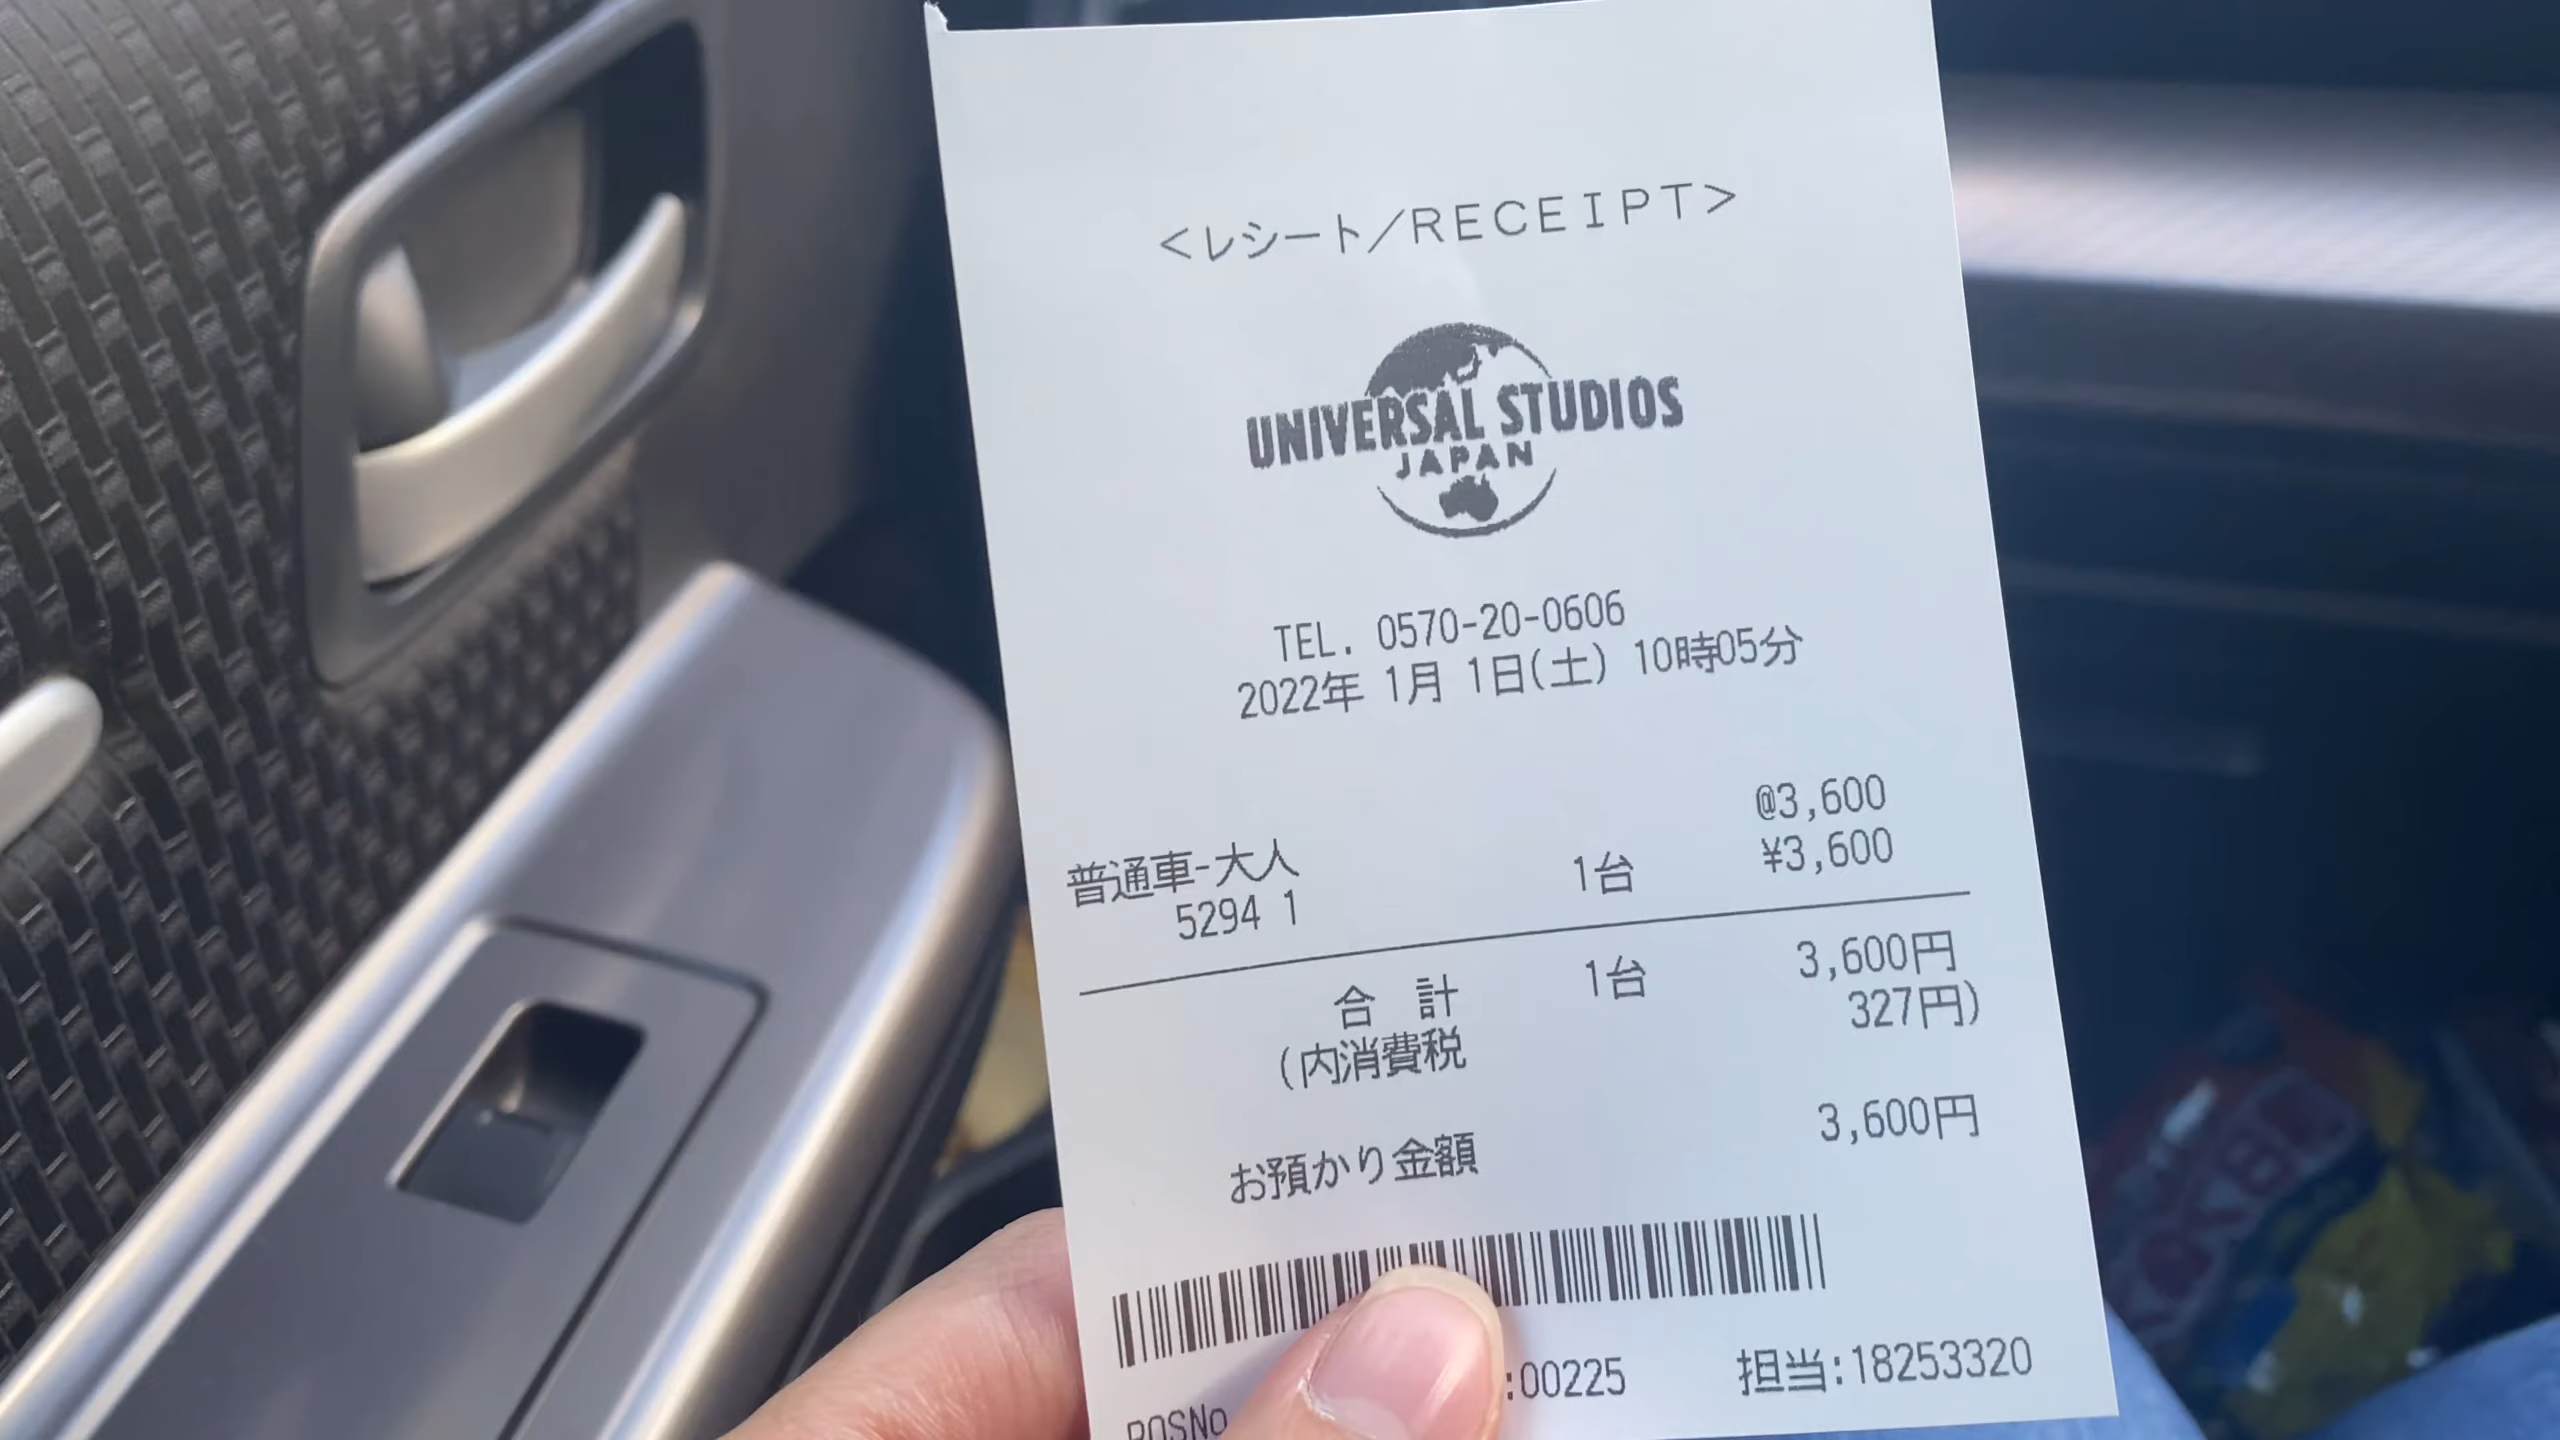 <レシート／RECEIPT>
UNIVERSAL STUDIOS
JAPAN
TEL. 0570-20-0606
2022年 1月 1日(土) 10時05分
@3,600
普通車-大人 1台 ¥3,600
5294 1
合 計 1台 3,600円
(内消費税 327円)
お預かり金額 3,600円
POSNo :00225 担当:18253320